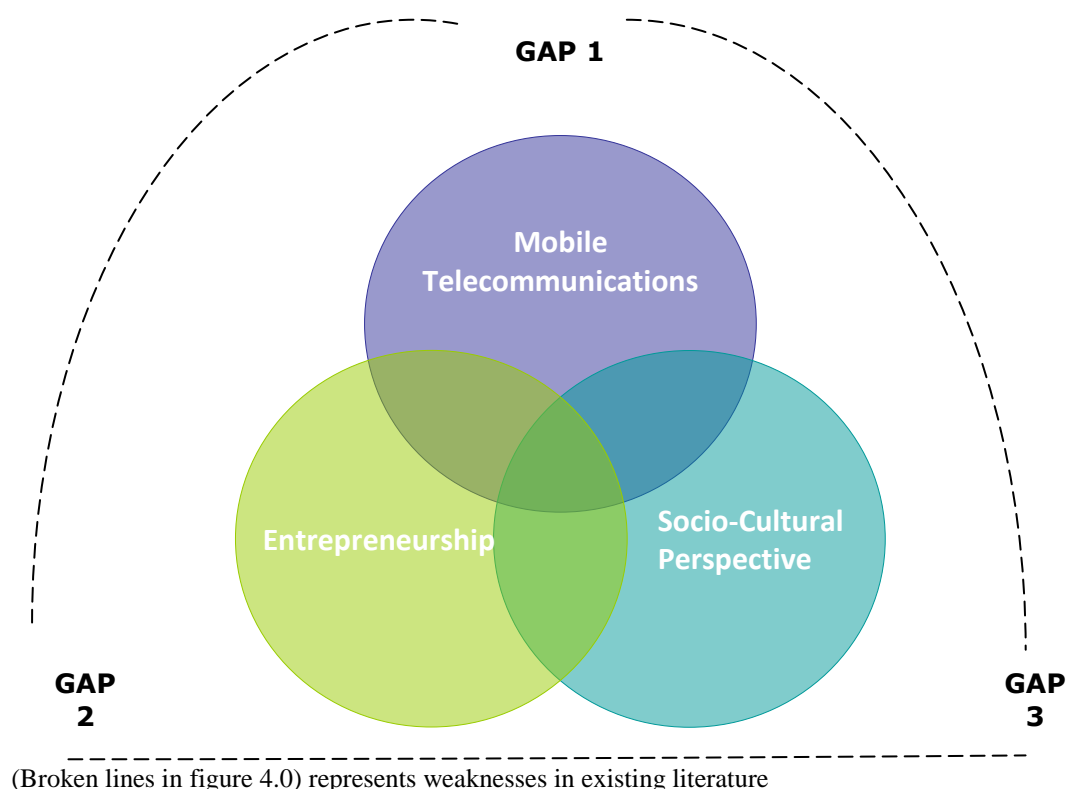 GAP 1
Mobile
Telecommunications
Entrepreneurship
Socio-Cultural
Perspective
GAP
2
GAP
3
(Broken lines in figure 4.0) represents weaknesses in existing literature